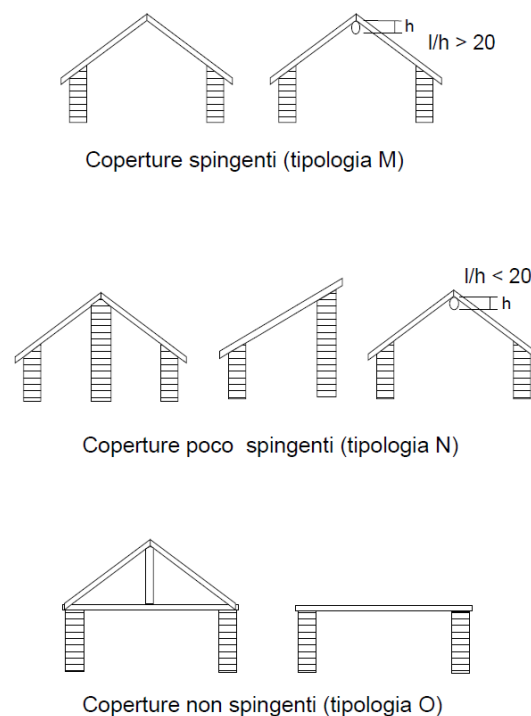 h
l/h > 20
Coperture spingenti (tipologia M)
l/h < 20
h
Coperture poco spingenti (tipologia N)
Coperture non spingenti (tipologia O)